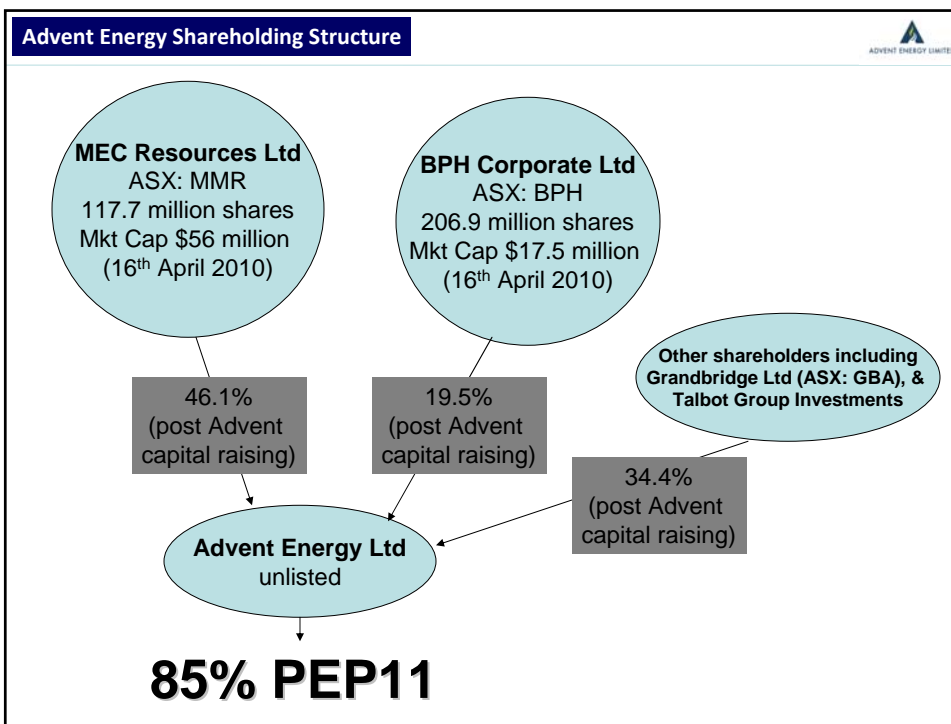 Advent Energy Shareholding Structure
ADVENT ENERGY LIMITE
MEC Resources Ltd
ASX: MMR
117.7 million shares
Mkt Cap $56 million
(16th April 2010)
BPH Corporate Ltd
ASX: BPH
206.9 million shares
Mkt Cap $17.5 million
(16th April 2010)
Other shareholders including
Grandbridge Ltd (ASX: GBA), &
Talbot Group Investments
46.1%
(post Advent
capital raising)
19.5%
(post Advent
capital raising)
34.4%
(post Advent
capital raising)
Advent Energy Ltd
unlisted
85% PEP11